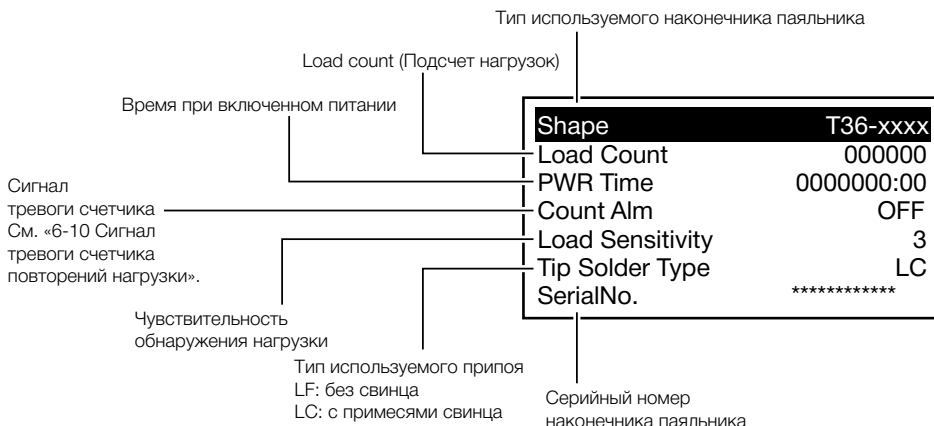 Тип используемого наконечника паяльника
Load count (Подсчет нагрузок)
Время при включенном питании
Сигнал
тревоги счетчика
См. «6-10 Сигнал
тревоги счетчика
повторений нагрузки».
Shape T36-xxxx
Load Count 000000
PWR Time 0000000:00
Count Alm OFF
Load Sensitivity 3
Tip Solder Type LC
SerialNo. ************
Чувствительность
обнаружения нагрузки
Тип используемого припоя
LF: без свинца
LC: с примесями свинца
Серийный номер
наконечника паяльника